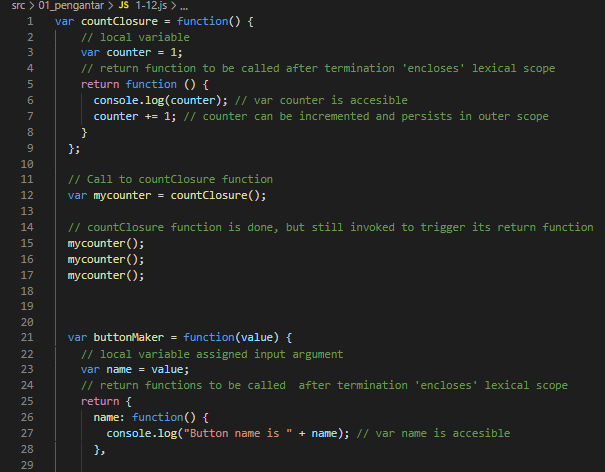 src > 01_pengantar > JS 1-12.js > ...
1 var countClosure = function() {
2 // local variable
3 var counter = 1;
4 // return function to be called after termination 'encloses' lexical scope
5 return function () {
6 console.log(counter); // var counter is accesible
7 counter += 1; // counter can be incremented and persists in outer scope
8 }
9 };
10
11 // Call to countClosure function
12 var mycounter = countClosure();
13
14 // countClosure function is done, but still invoked to trigger its return function
15 mycounter();
16 mycounter();
17 mycounter();
18
19
20
21 var buttonMaker = function(value) {
22 // local variable assigned input argument
23 var name = value;
24 // return functions to be called  after termination 'encloses' lexical scope
25 return {
26 name: function() {
27 console.log("Button name is " + name); // var name is accesible
28 },
29